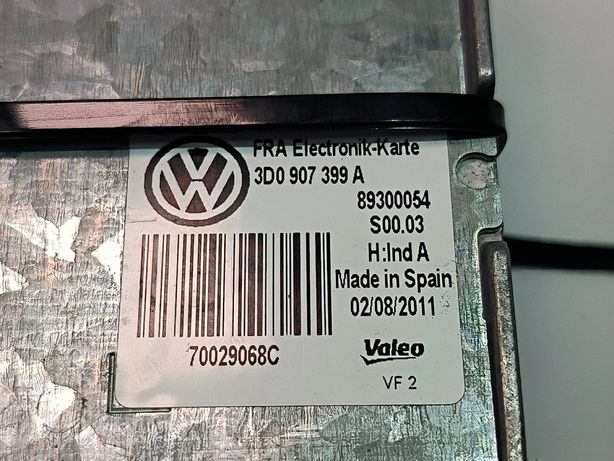 FRA Electronik-Karte
3D0 907 399 A
89300054
S00.03
H:Ind A
Made in Spain
02/08/2011
70029068C
Valeo
VF 2